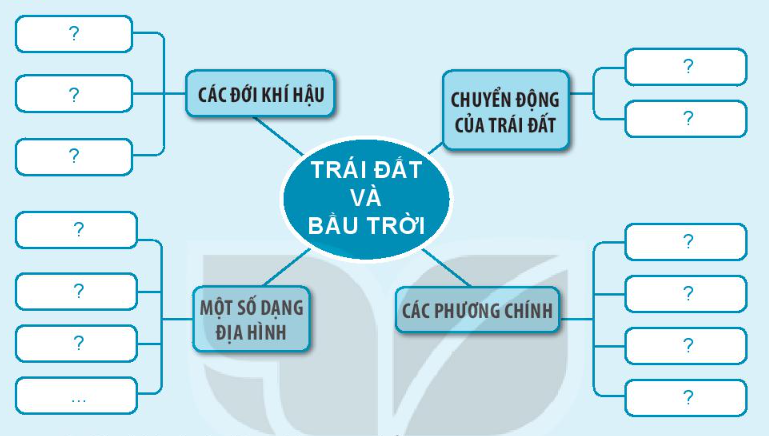 ?
?
?
CÁC ĐỚI KHÍ HẬU
CHUYỂN ĐỘNG
CỦA TRÁI ĐẤT
?
?
TRÁI ĐẤT
VÀ
BẦU TRỜI
?
?
?
...
MỘT SỐ DẠNG
ĐỊA HÌNH
CÁC PHƯƠNG CHÍNH
?
?
?
?